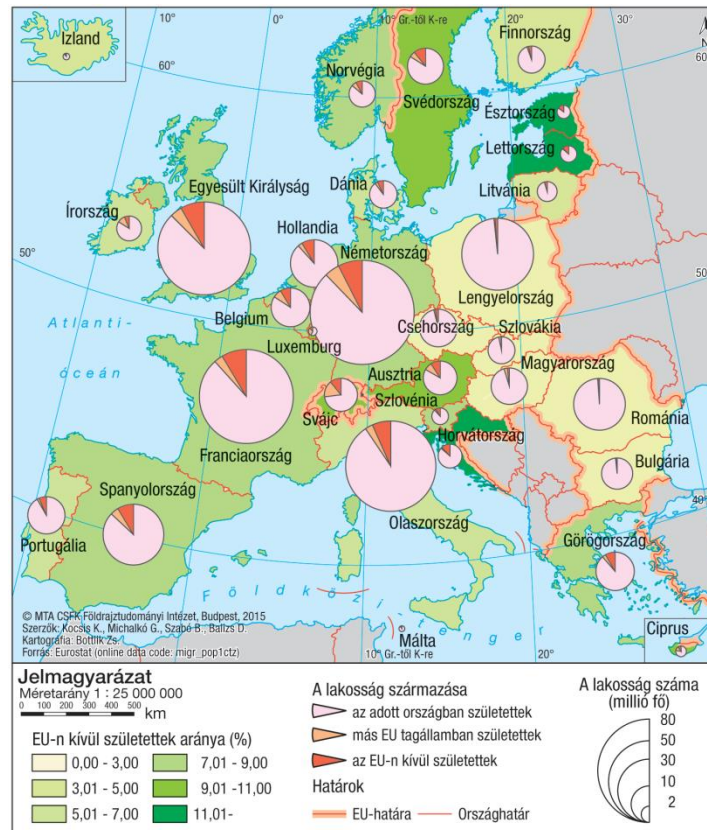 10°
0°
10° Gr.-től K-re
20°
30°
Izland
60°
Finnország
N
60°
Norvégia
Svédország
Észtország
Lettország
Litvánia
Dánia
Egyesült Királyság
Írország
Hollandia
Németország
50°
Lengyelország
50°
Belgium
Csehország
Szlovákia
Luxemburg
Atlanti-
óceán
Ausztria
Magyarország
Svájc
Szlovénia
Horvátország
Románia
Franciaország
Bulgária
Spanyolország
40°
Olaszország
Portugália
Görögország
Földközi-tenger
© MTA CSFK Földrajztudományi Intézet, Budpest, 2015
Szerzők: Kocsis K., Michalkó G., Szabó B., Balizs D.
Kartográfia: Bottlik Zs.
Forrás: Eurostat (online data code: migr_pop1ctz)
Málta
Ciprus
10° Gr.-től K-re
20°
Jelmagyarázat
Méretarány 1 : 25 000 000
0 100 200 300 400 500
km
EU-n kívül születettek aránya (%)
0,00 - 3,00
3,01 - 5,00
5,01 - 7,00
7,01 - 9,00
9,01 -11,00
11,01-
A lakosság származása
az adott országban születettek
más EU tagállamban születettek
az EU-n kívül születettek
Határok
EU-határa
Országhatár
A lakosság száma
(millió fő)
80
50
30
10
2